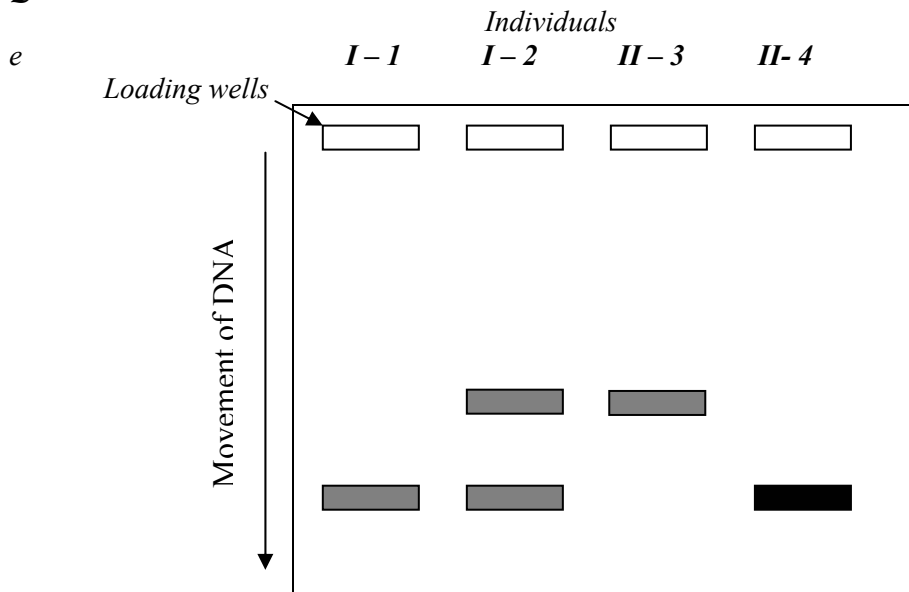 Individuals
e
I – 1 I – 2 II – 3 II- 4
Loading wells
Movement of DNA